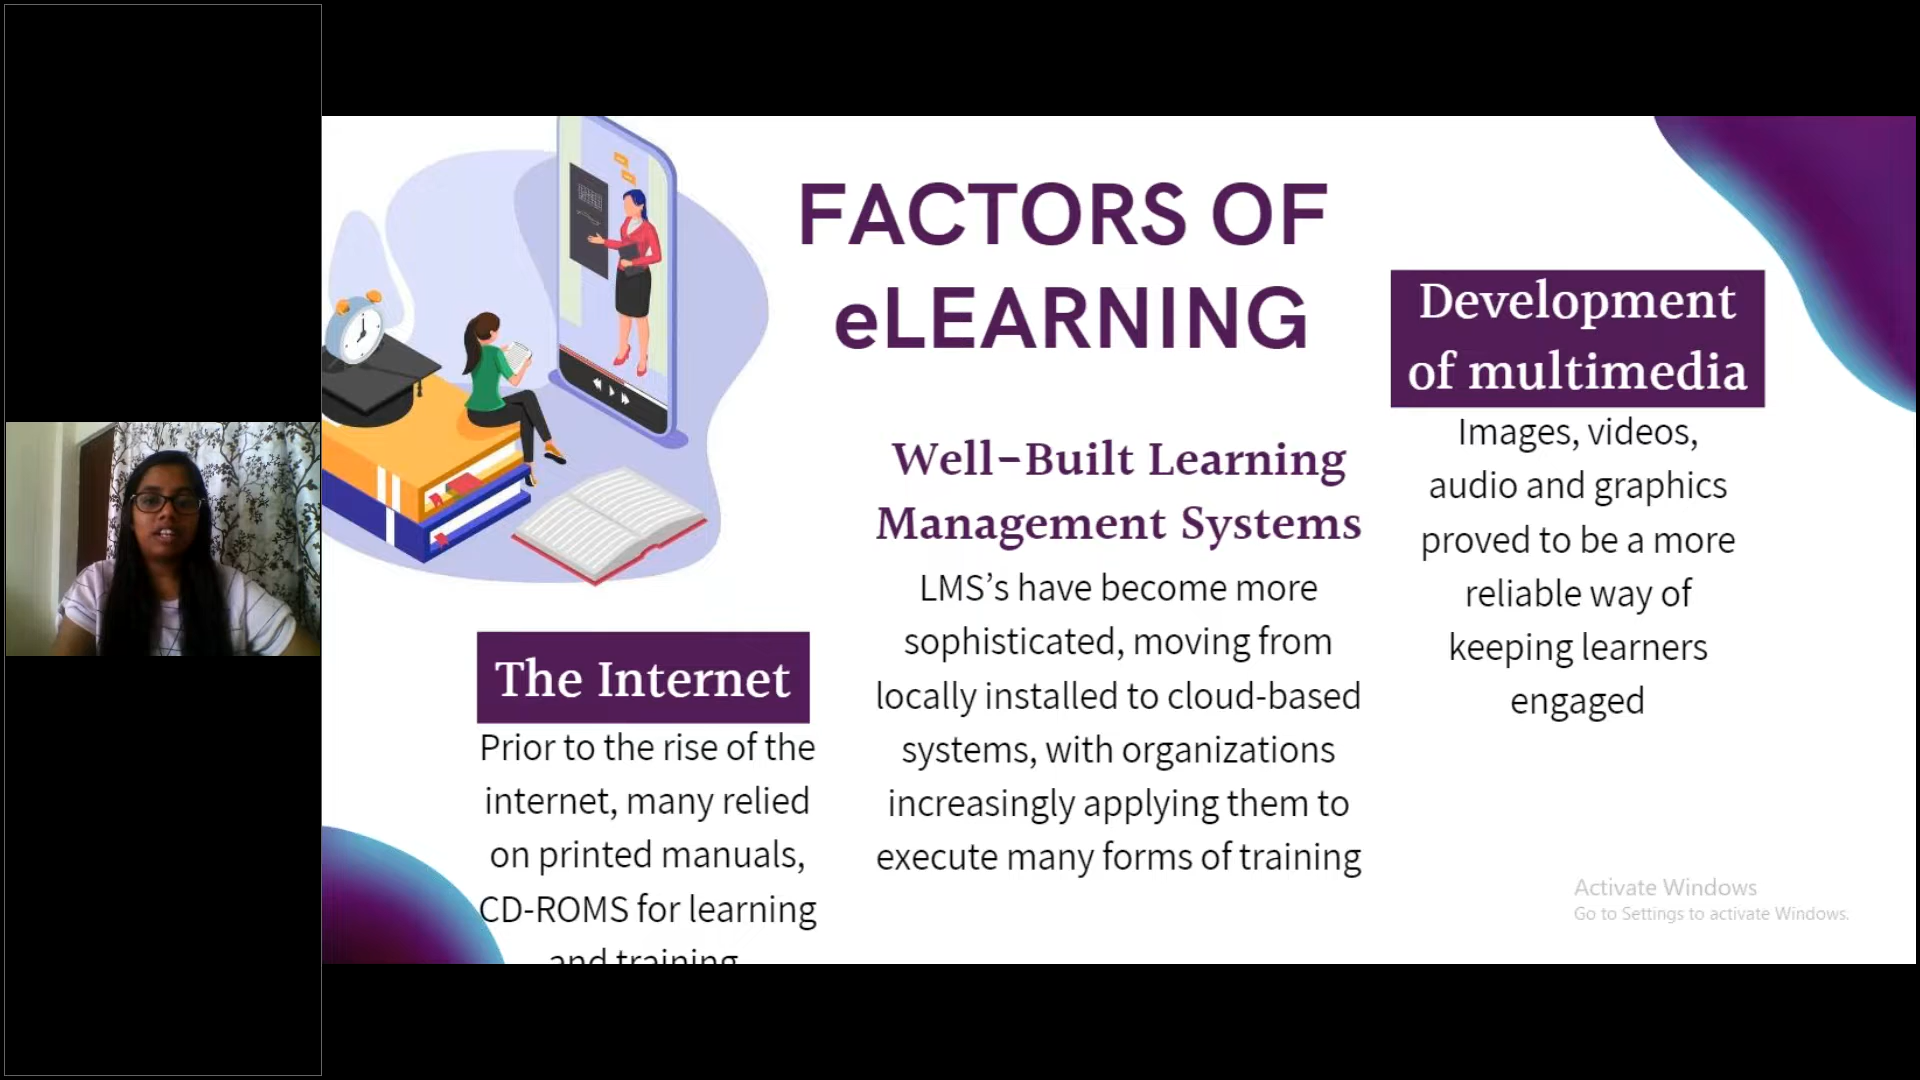 FACTORS OF
eLEARNING
The Internet
Prior to the rise of the
internet, many relied
on printed manuals,
CD-ROMS for learning
and training
Well-Built Learning
Management Systems
LMS’s have become more
sophisticated, moving from
locally installed to cloud-based
systems, with organizations
increasingly applying them to
execute many forms of training
Development
of multimedia
Images, videos,
audio and graphics
proved to be a more
reliable way of
keeping learners
engaged
Activate Windows
Go to Settings to activate Windows.